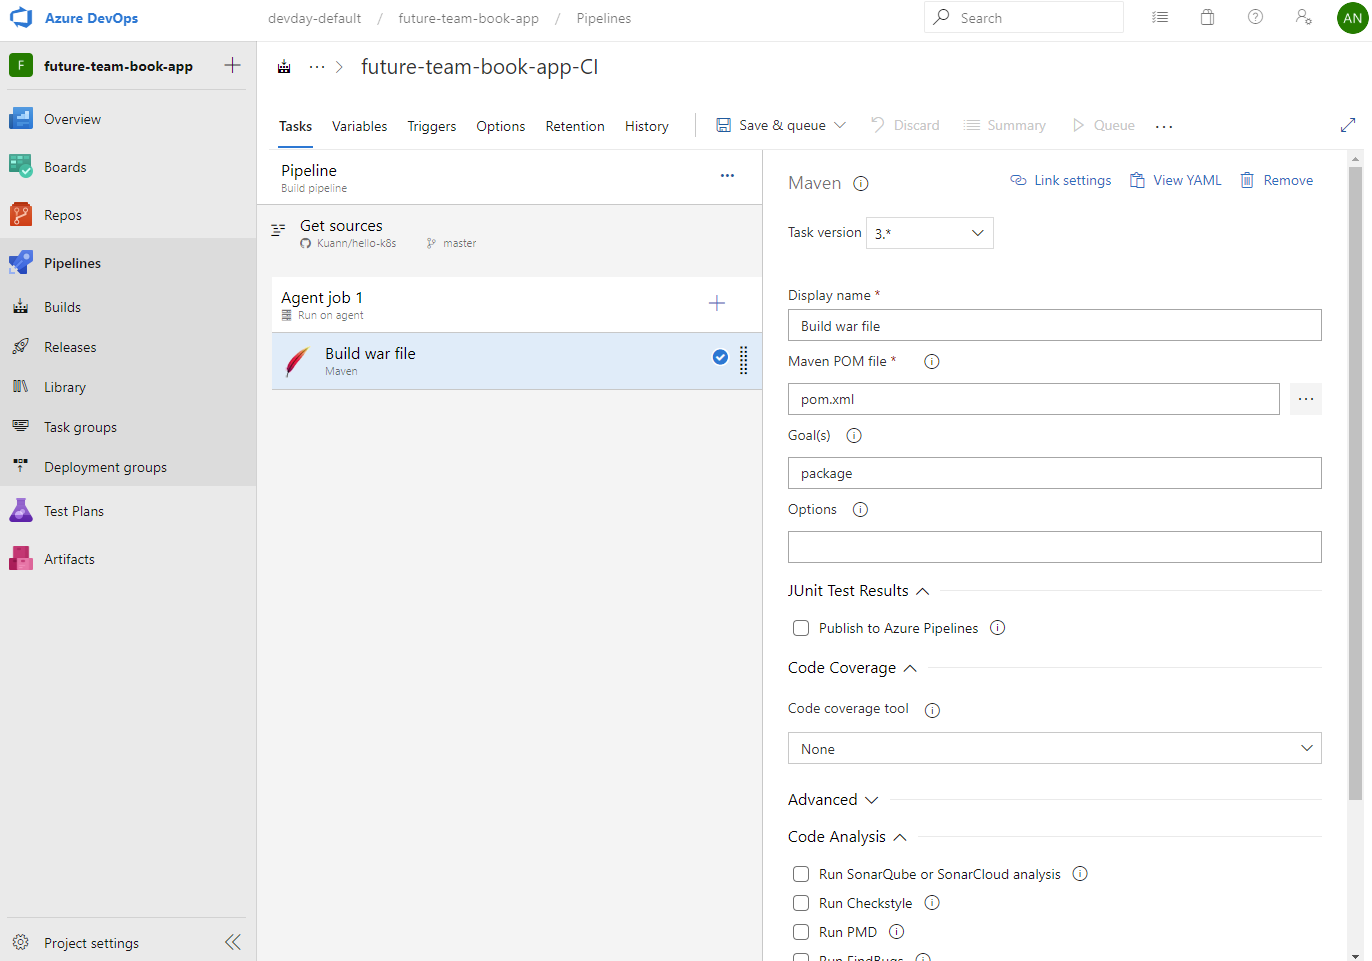 Azure DevOps
devday-default / future-team-book-app / Pipelines
Search
AN
F future-team-book-app
Overview
Boards
Repos
Pipelines
Builds
Releases
Library
Task groups
Deployment groups
Test Plans
Artifacts
Project settings
... > future-team-book-app-CI
Tasks Variables Triggers Options Retention History
Save & queue Discard Summary Queue ...
Pipeline
Build pipeline
Get sources
Kuann/hello-k8s master
Agent job 1
Run on agent
Build war file
Maven
Maven
Link settings View YAML Remove
Task version 3.*
Display name *
Build war file
Maven POM file *
pom.xml
Goal(s)
package
Options
JUnit Test Results
Publish to Azure Pipelines
Code Coverage
Code coverage tool
None
Advanced
Code Analysis
Run SonarQube or SonarCloud analysis
Run Checkstyle
Run PMD
Run FindBugs